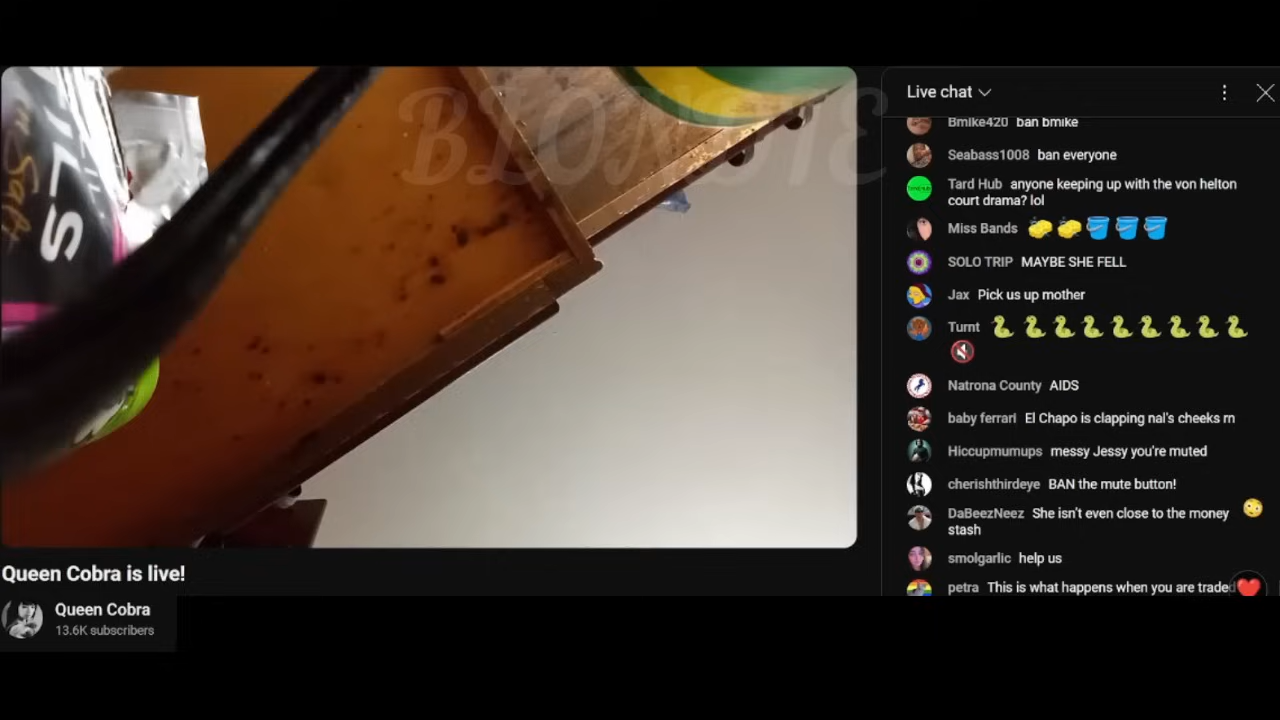 BLONDIE
LS
Live chat
Bmike420 ban bmike
Seabass1008 ban everyone
Tard Hub anyone keeping up with the von helton
court drama? lol
Miss Bands
SOLO TRIP MAYBE SHE FELL
Jax Pick us up mother
Turnt
Natrona County AIDS
baby ferrari El Chapo is clapping nal's cheeks rn
Hiccupmumups messy Jessy you're muted
cherishthirdeye BAN the mute button!
DaBeezNeez She isn't even close to the money
stash
smolgarlic help us
petra This is what happens when you are traded
Queen Cobra is live!
Queen Cobra
13.6K subscribers